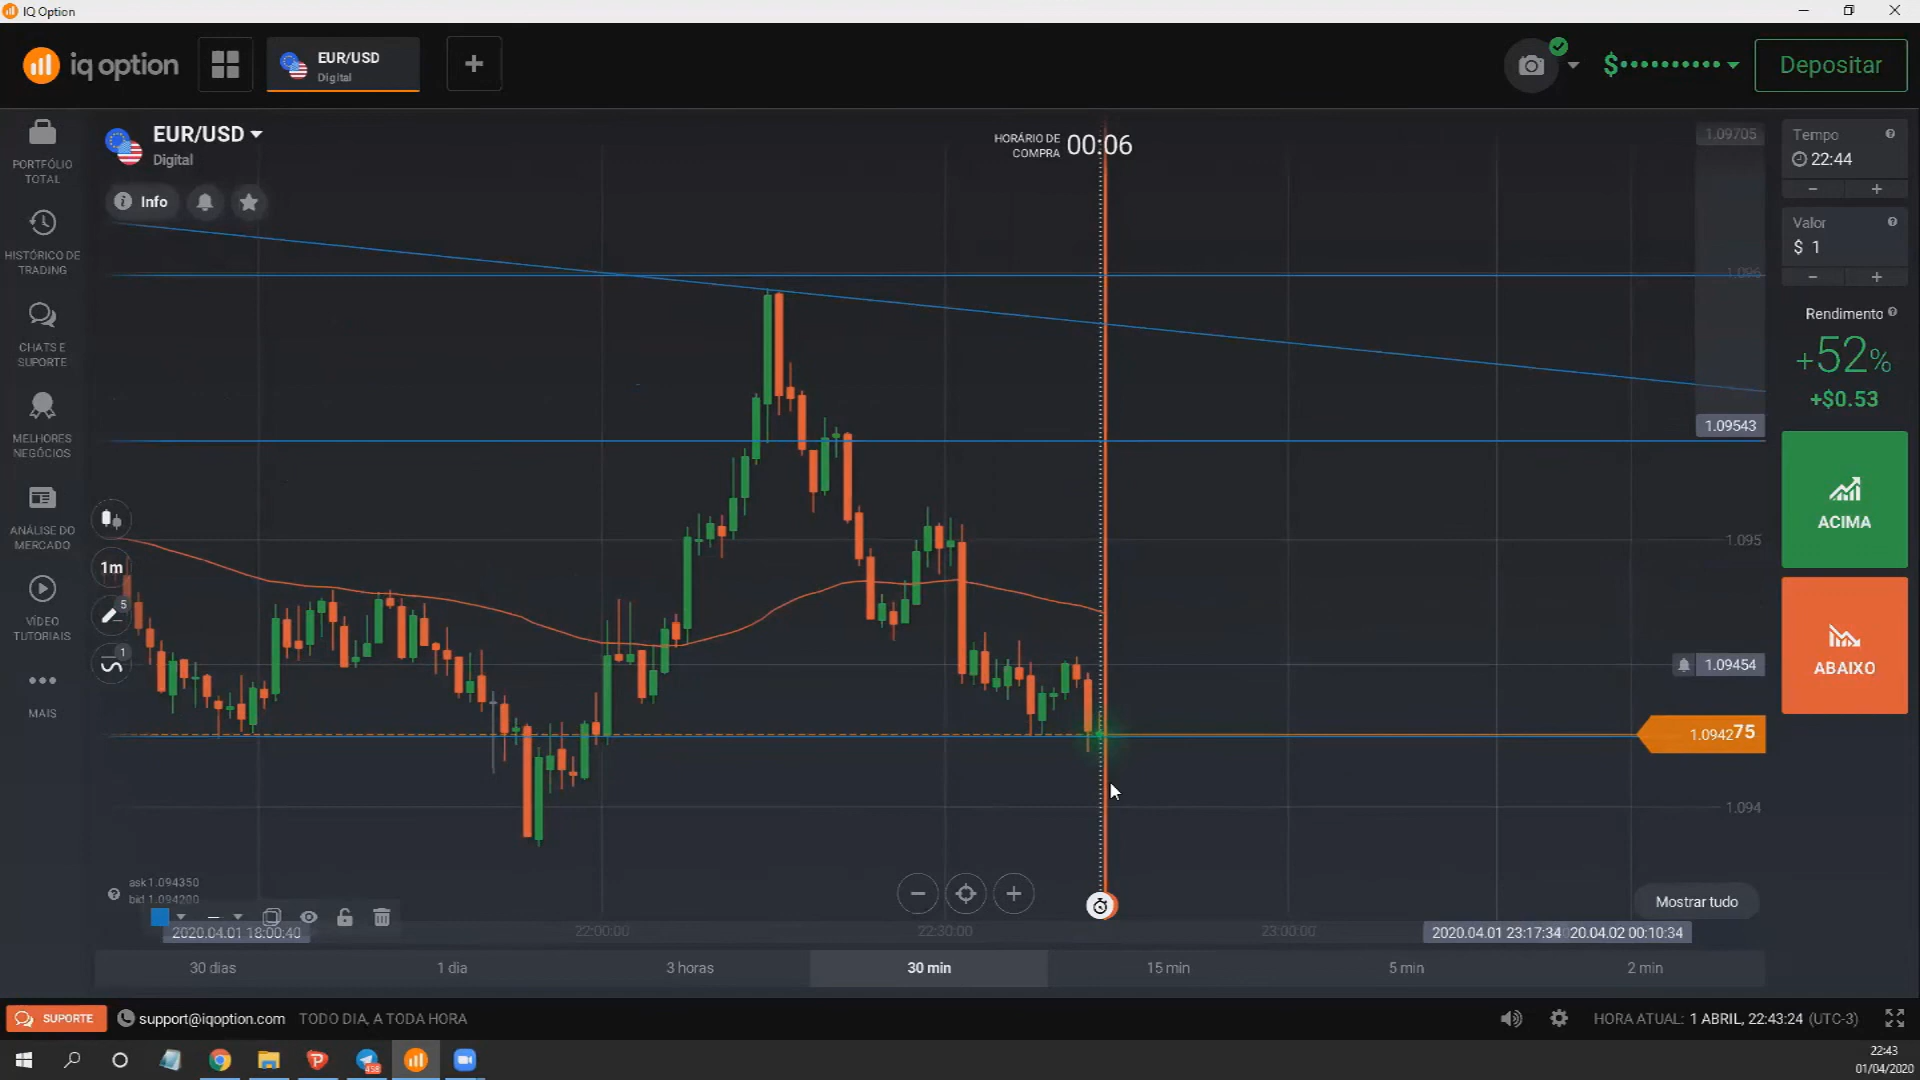 IQ Option
iq option
EUR/USD
Digital
+
$••••••••••
Depositar
PORTFÓLIO
TOTAL
HISTÓRICO DE
TRADING
CHATS E
SUPORTE
MELHORES
NEGÓCIOS
ANÁLISE DO
MERCADO
VÍDEO
TUTORIAIS
MAIS
EUR/USD
Digital
Info
HORÁRIO DE
COMPRA
00:06
1m
5
1
1.09705
1.096
1.09543
1.095
1.09454
1.094275
1.094
Tempo
22:44
Valor
$ 1
Rendimento
+52%
+$0.53
ACIMA
ABAIXO
ask 1.094350
bid 1.094200
2020.04.01 18:00:40
22:00:00
22:30:00
23:00:00
2020.04.01 23:17:34
20.04.02 00:10:34
Mostrar tudo
30 dias
1 dia
3 horas
30 min
15 min
5 min
2 min
SUPORTE
support@iqoption.com
TODO DIA, A TODA HORA
HORA ATUAL: 1 ABRIL, 22:43:24 (UTC-3)
458
22:43
01/04/2020